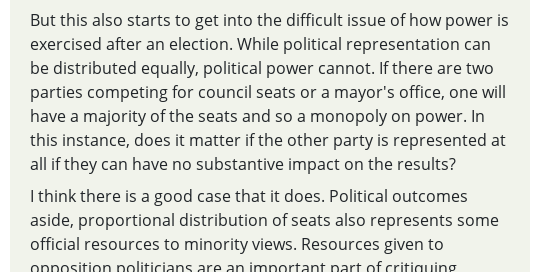 But this also starts to get into the difficult issue of how power is
exercised after an election. While political representation can
be distributed equally, political power cannot. If there are two
parties competing for council seats or a mayor's office, one will
have a majority of the seats and so a monopoly on power. In
this instance, does it matter if the other party is represented at
all if they can have no substantive impact on the results?
I think there is a good case that it does. Political outcomes
aside, proportional distribution of seats also represents some
official resources to minority views. Resources given to
opposition politicians are an important part of critiquing